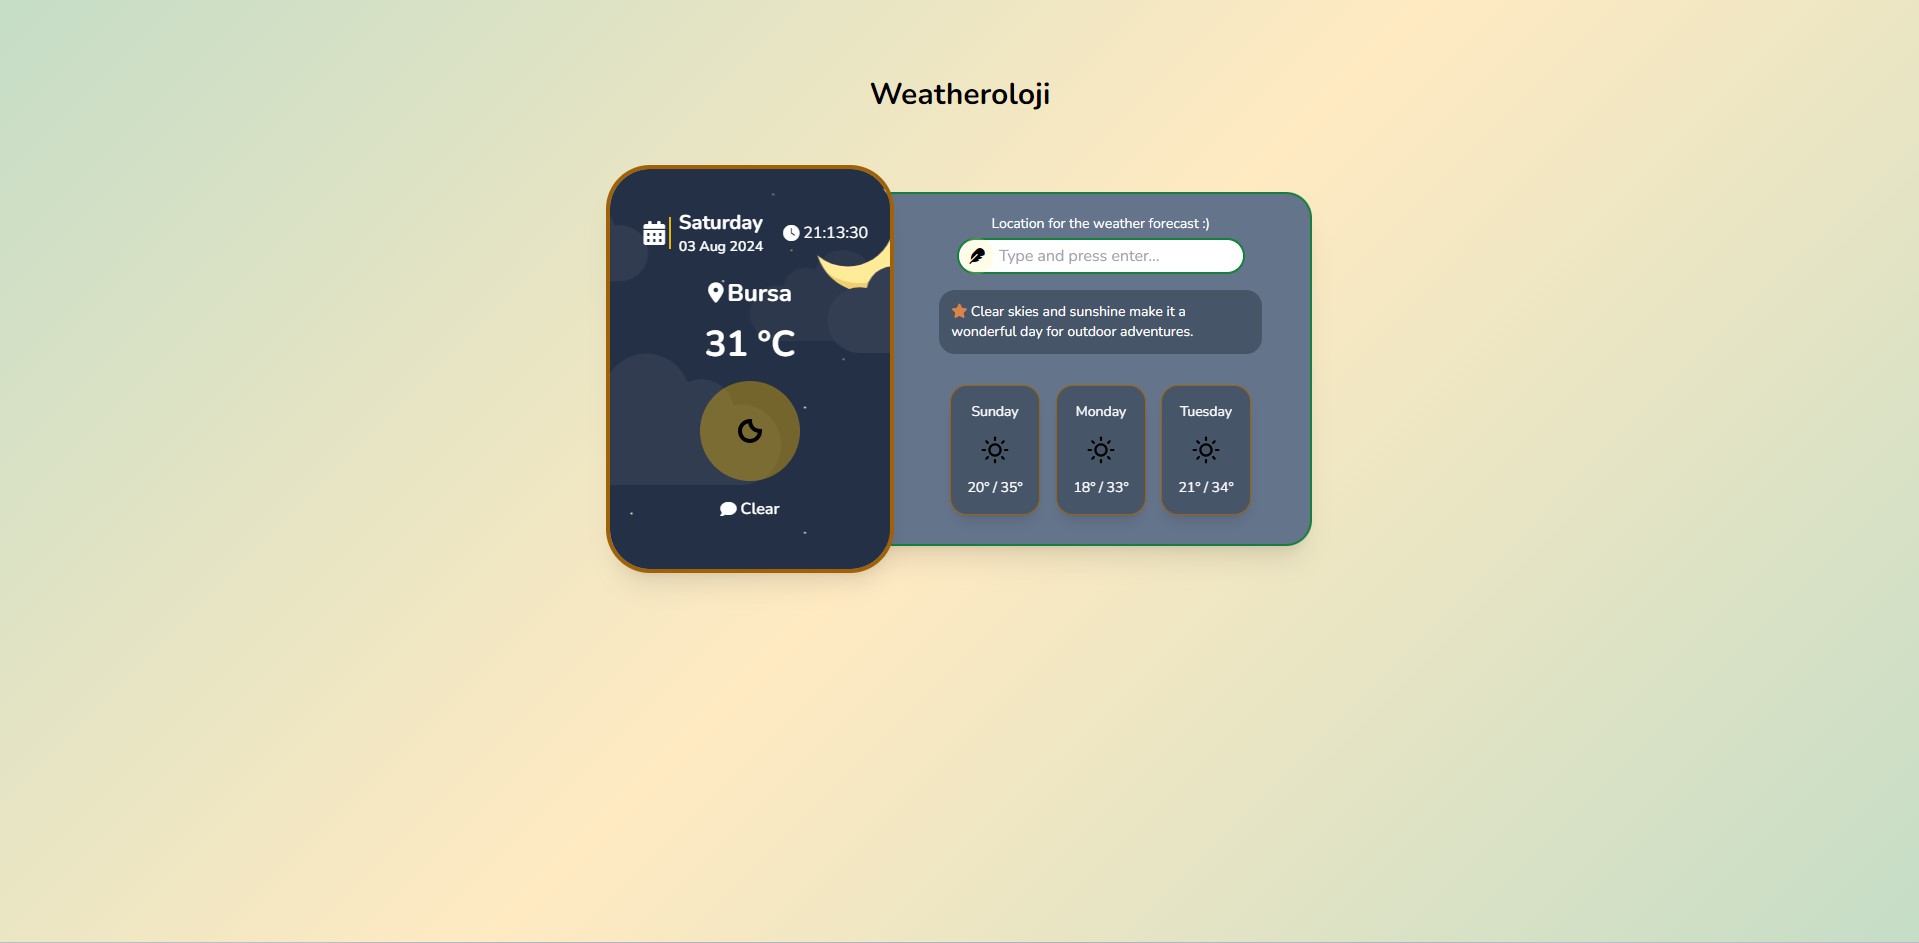 Weatheroloji
Saturday
03 Aug 2024
21:13:30
Bursa
31 °C
Clear
Location for the weather forecast :)
Type and press enter...
Clear skies and sunshine make it a
wonderful day for outdoor adventures.
Sunday
20° / 35°
Monday
18° / 33°
Tuesday
21° / 34°